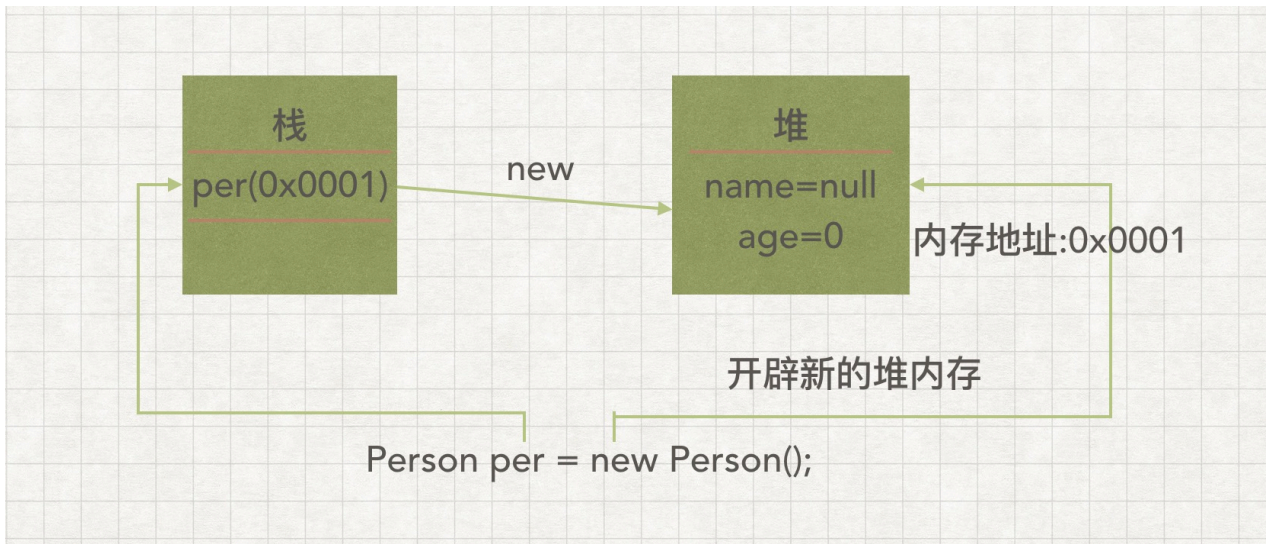 栈
per(0x0001)
new
堆
name=null
age=0
内存地址:0x0001
开辟新的堆内存
Person per = new Person();